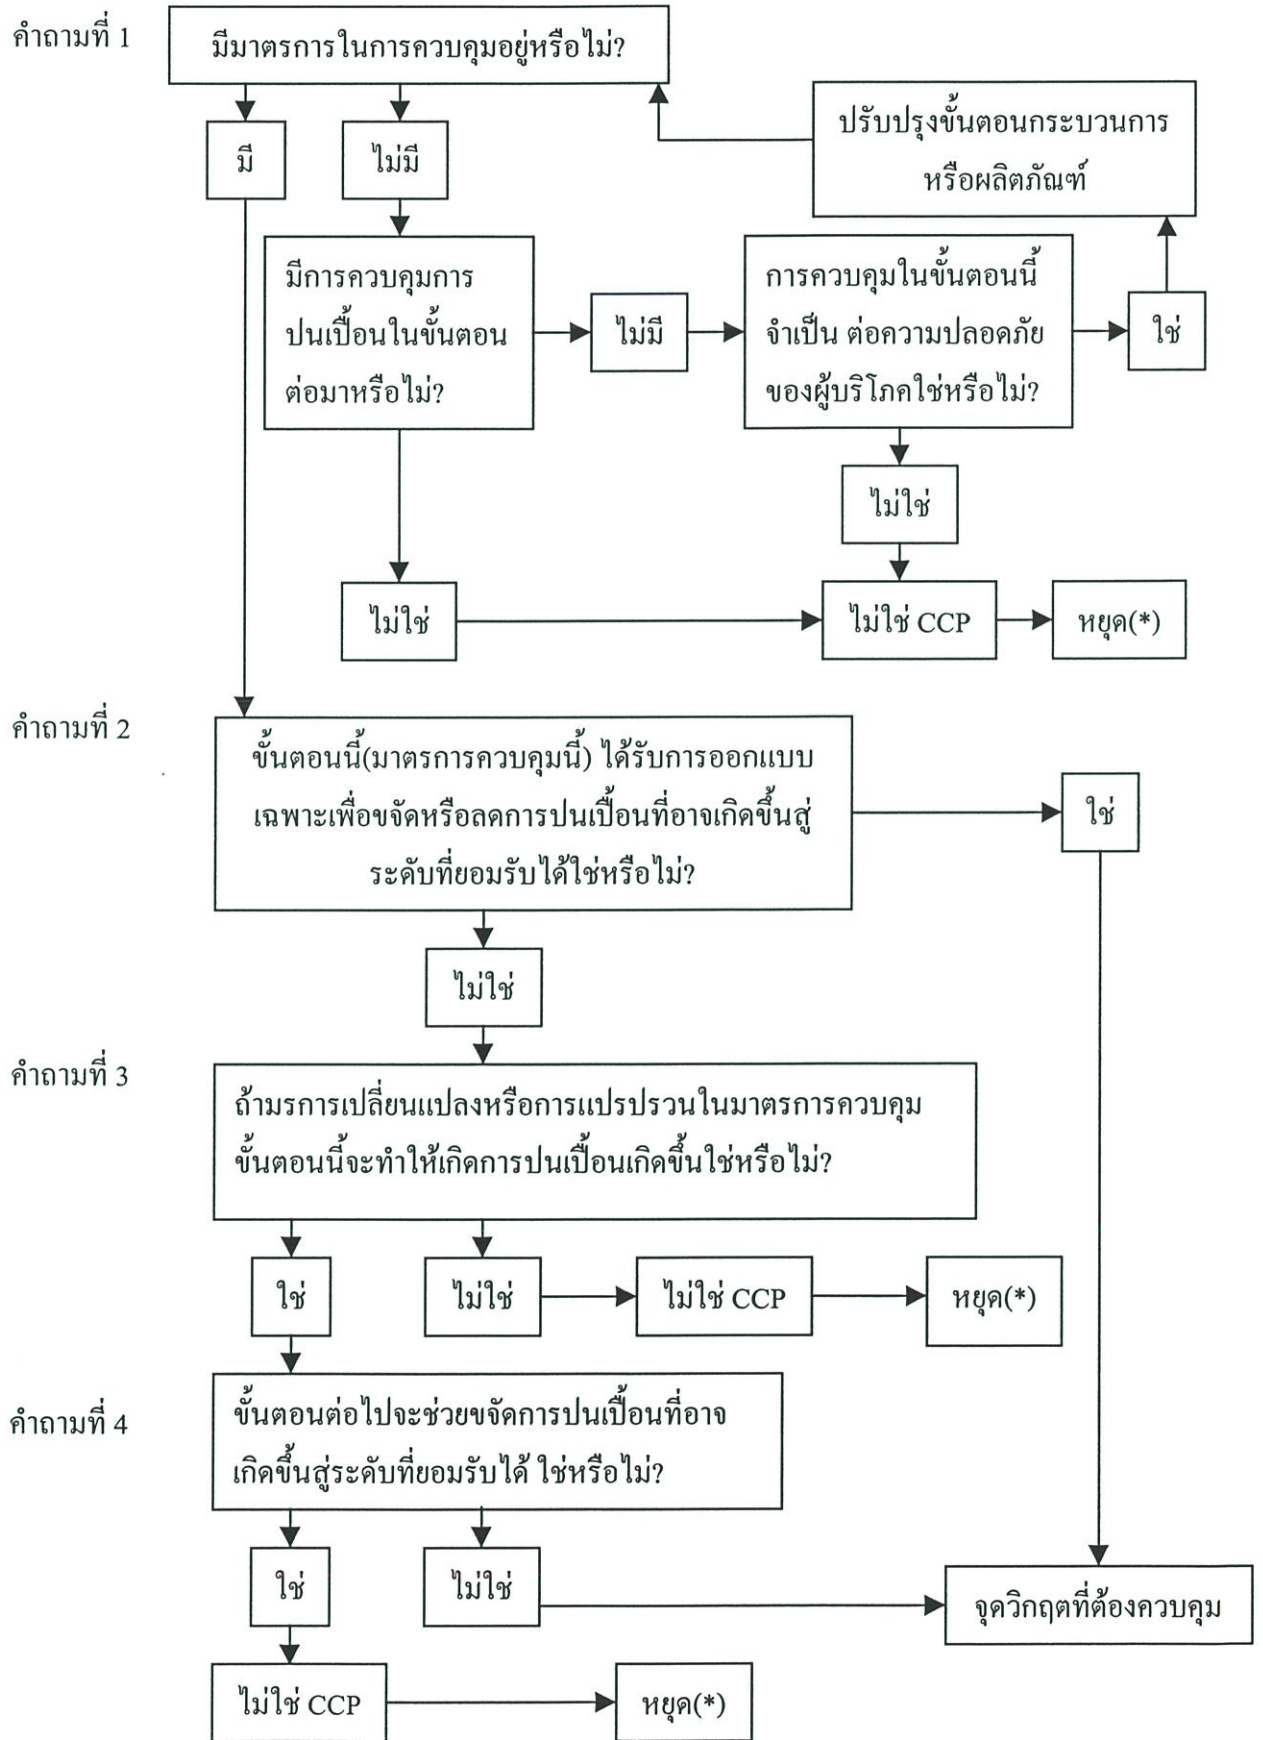 คำถามที่ 1
มีมาตรการในการควบคุมอยู่หรือไม่?
ปรับปรุงขั้นตอนกระบวนการ
หรือผลิตภัณฑ์
มี
ไม่มี
มีการควบคุมการ
ปนเปื้อนในขั้นตอน
ต่อมาหรือไม่?
ไม่มี
การควบคุมในขั้นตอนนี้
จำเป็น ต่อความปลอดภัย
ของผู้บริโภคใช่หรือไม่?
ใช่
ไม่ใช่
ไม่ใช่
ไม่ใช่ CCP
หยุด(*)
คำถามที่ 2
ขั้นตอนนี้(มาตรการควบคุมนี้) ได้รับการออกแบบ
เฉพาะเพื่อขจัดหรือลดการปนเปื้อนที่อาจเกิดขึ้นสู่
ระดับที่ยอมรับได้ใช่หรือไม่?
ใช่
ไม่ใช่
คำถามที่ 3
ถ้ามรการเปลี่ยนแปลงหรือการแปรปรวนในมาตรการควบคุม
ขั้นตอนนี้จะทำให้เกิดการปนเปื้อนเกิดขึ้นใช่หรือไม่?
ใช่
ไม่ใช่
ไม่ใช่ CCP
หยุด(*)
คำถามที่ 4
ขั้นตอนต่อไปจะช่วยขจัดการปนเปื้อนที่อาจ
เกิดขึ้นสู่ระดับที่ยอมรับได้ ใช่หรือไม่?
ใช่
ไม่ใช่
จุดวิกฤตที่ต้องควบคุม
ไม่ใช่ CCP
หยุด(*)